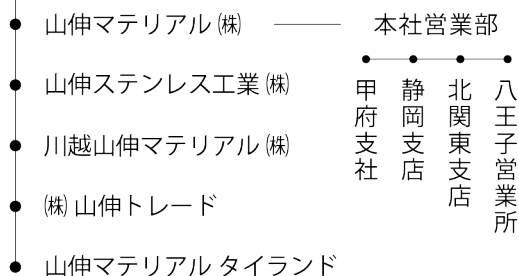 山伸マテリアル㈱
本社営業部
甲府支社
静岡支店
北関東支店
八王子営業所
山伸ステンレス工業㈱
川越山伸マテリアル㈱
㈱山伸トレード
山伸マテリアル タイランド